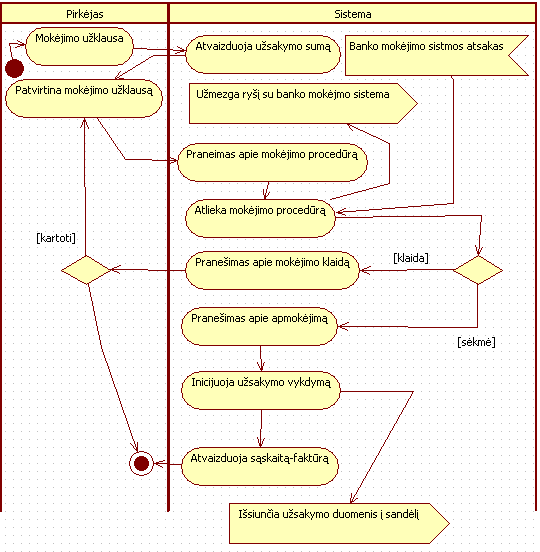 Pirkėjas
Sistema
Mokėjimo užklausa
Atvaizduoja užsakymo sumą
Banko mokėjimo sistmos atsakas
Patvirtina mokėjimo užklausą
Užmezga ryšį su banko mokėjmo sistema
Praneimas apie mokėjimo procedūrą
Atlieka mokėjimo procedūrą
[kartoti]
Pranešimas apie mokėjimo klaidą
[klaida]
Pranešimas apie apmokėjimą
[sėkmė]
Inicijuoja užsakymo vykdymą
Atvaizduoja sąskaitą-faktūrą
Išsiunčia užsakymo duomenis į sandėlį